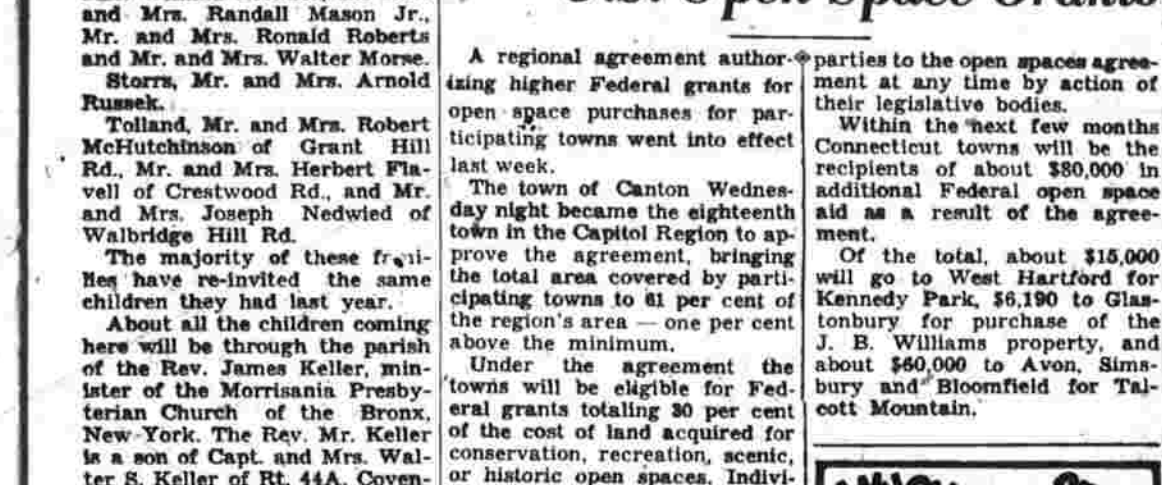 and Mrs. Randall Mason Jr.,
Mr. and Mrs. Ronald Roberts
and Mr. and Mrs. Walter Morse.
Storrs, Mr. and Mrs. Arnold
Russek.
Tolland, Mr. and Mrs. Robert
McHutchinson of Grant Hill
Rd., Mr. and Mrs. Herbert Fla-
vell of Crestwood Rd., and Mr.
and Mrs. Joseph Nedwied of
Walbridge Hill Rd.
The majority of these fami-
lies have re-invited the same
children they had last year.
About all the children coming
here will be through the parish
of the Rev. James Keller, min-
ister of the Morrisania Presby-
terian Church of the Bronx,
New York. The Rev. Mr. Keller
is a son of Capt. and Mrs. Wal-
ter S. Keller of Rt. 44A, Coven-
Open Space Grants
A regional agreement author-
izing higher Federal grants for
open space purchases for par-
ticipating towns went into effect
last week.
The town of Canton Wednes-
day night became the eighteenth
town in the Capitol Region to ap-
prove the agreement, bringing
the total area covered by parti-
cipating towns to 61 per cent of
the region's area — one per cent
above the minimum.
Under the agreement the
towns will be eligible for Fed-
eral grants totaling 30 per cent
of the cost of land acquired for
conservation, recreation, scenic,
or historic open spaces. Indivi-
parties to the open spaces agree-
ment at any time by action of
their legislative bodies.
Within the next few months
Connecticut towns will be the
recipients of about $80,000 in
additional Federal open space
aid as a result of the agree-
ment.
Of the total, about $15,000
will go to West Hartford for
Kennedy Park, $6,190 to Glas-
tonbury for purchase of the
J. B. Williams property, and
about $60,000 to Avon, Sims-
bury and Bloomfield for Tal-
cott Mountain.